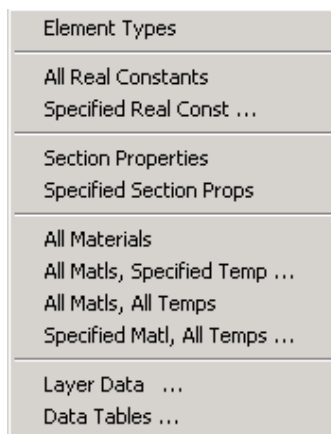 Element Types
All Real Constants
Specified Real Const ...
Section Properties
Specified Section Props
All Materials
All Matls, Specified Temp ...
All Matls, All Temps
Specified Matl, All Temps ...
Layer Data ...
Data Tables ...